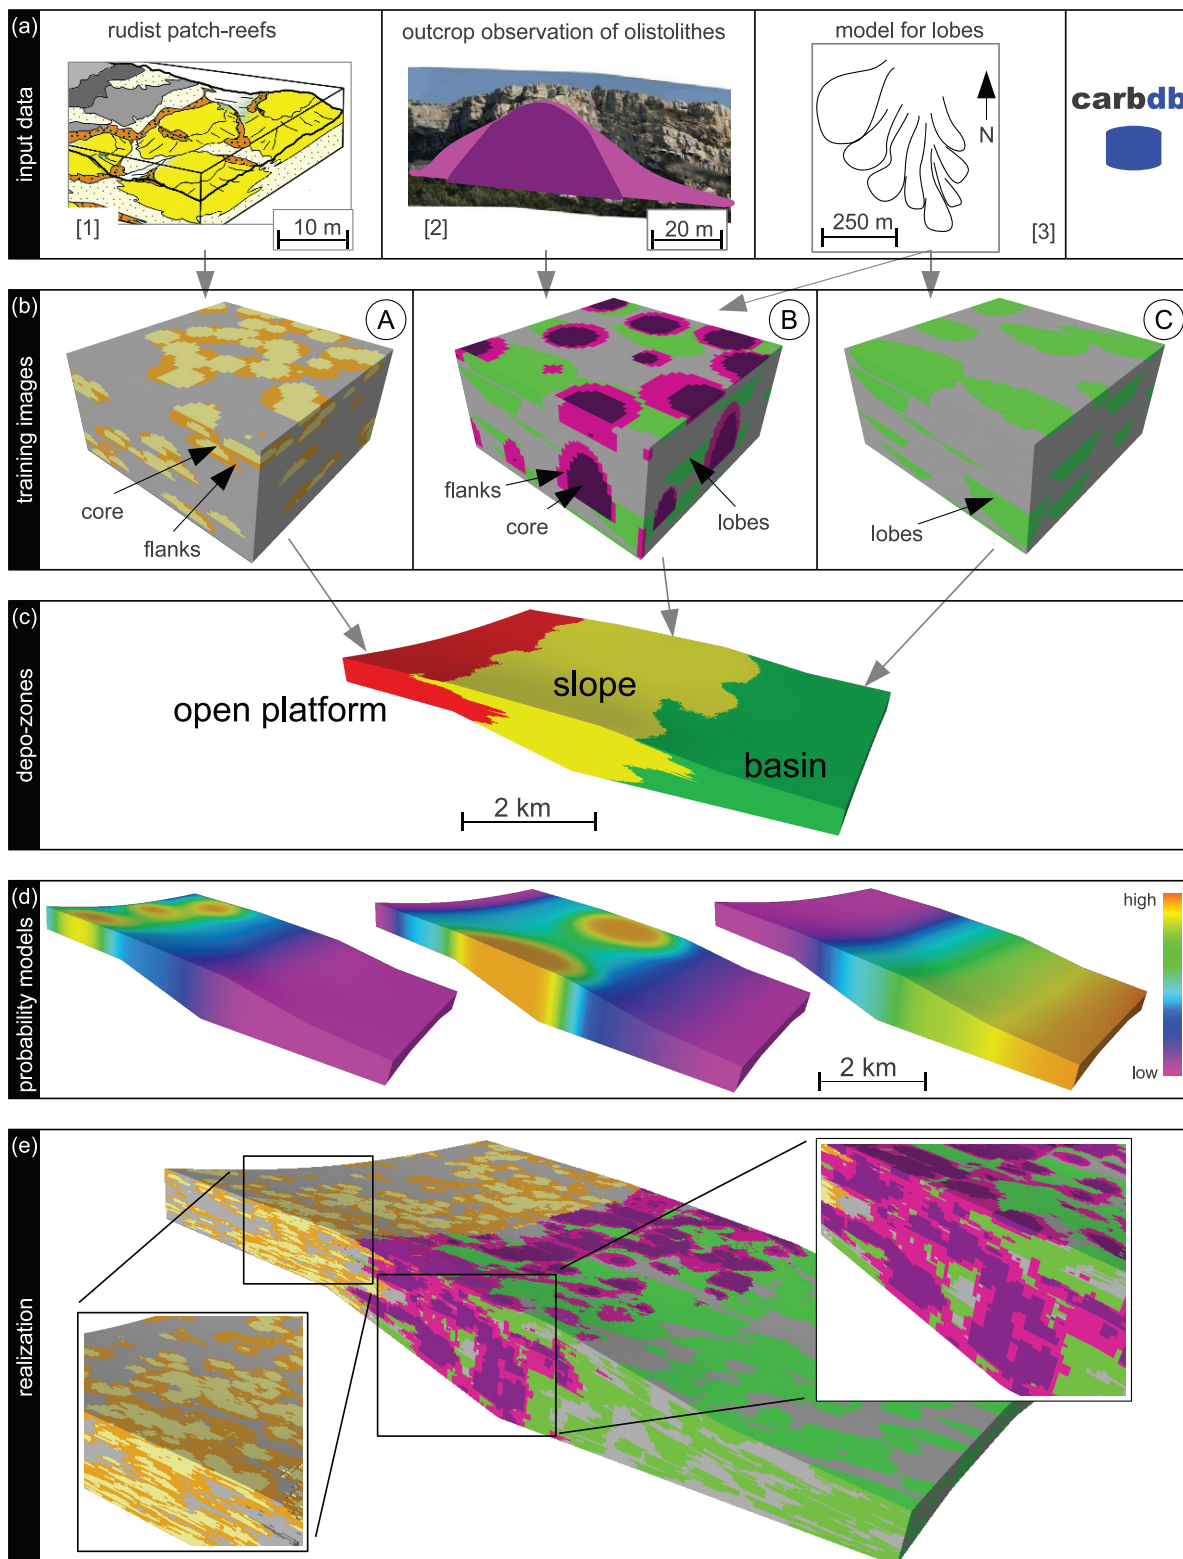 (a)
input data
rudist patch-reefs
[1]
10 m
outcrop observation of olistolithes
[2]
20 m
model for lobes
N
250 m
[3]
carbdb
(b)
training images
A
core
flanks
B
flanks
core
lobes
C
lobes
(c)
depo-zones
open platform
slope
basin
2 km
(d)
probability models
high
low
2 km
(e)
realization